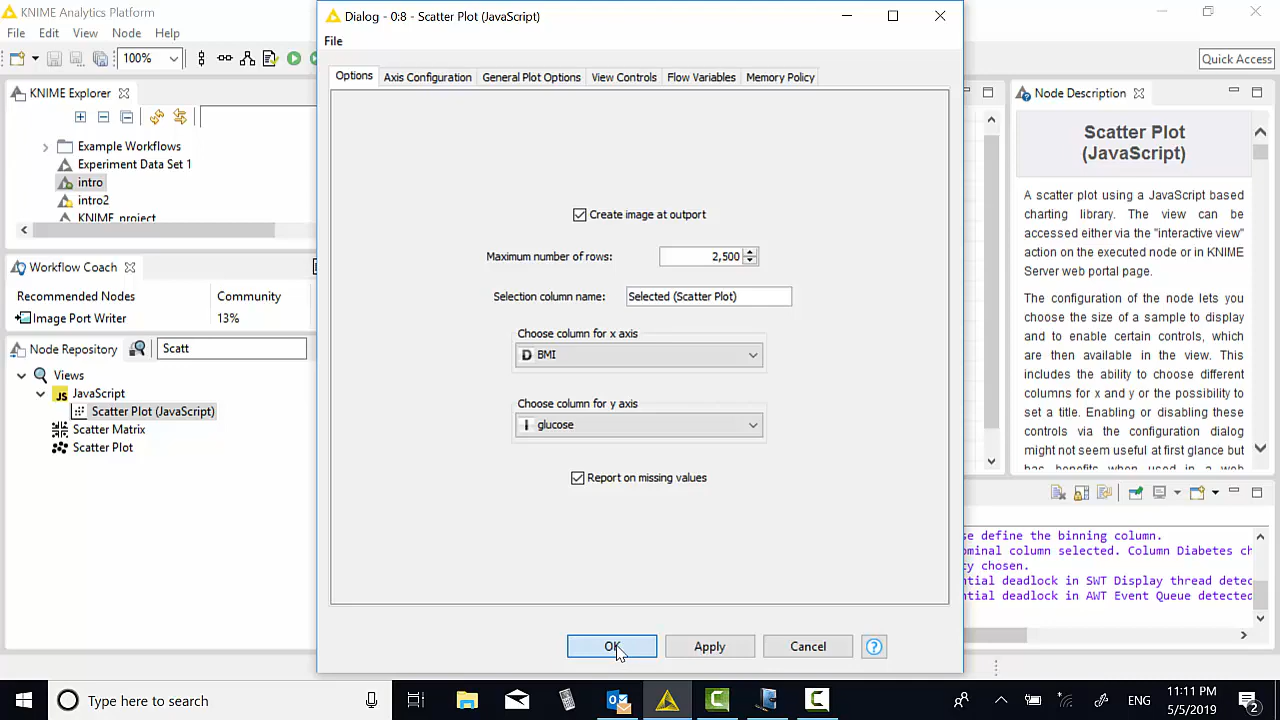 KNIME Analytics Platform
File Edit View Node Help
100%
Quick Access
KNIME Explorer
Example Workflows
Experiment Data Set 1
intro
intro2
KNIME_project
Workflow Coach
Recommended Nodes Community
Image Port Writer 13%
Node Repository Scatt
Views
JS JavaScript
Scatter Plot (JavaScript)
Scatter Matrix
Scatter Plot
Dialog - 0:8 - Scatter Plot (JavaScript)
File
Options Axis Configuration General Plot Options View Controls Flow Variables Memory Policy
Create image at outport
Maximum number of rows: 2,500
Selection column name: Selected (Scatter Plot)
Choose column for x axis
D BMI
Choose column for y axis
I glucose
Report on missing values
OK Apply Cancel ?
Node Description
Scatter Plot
(JavaScript)
A scatter plot using a JavaScript based
charting library. The view can be
accessed either via the "interactive view"
action on the executed node or in KNIME
Server web portal page.
The configuration of the node lets you
choose the size of a sample to display
and to enable certain controls, which
are then available in the view. This
includes the ability to choose different
columns for x and y or the possibility to
set a title. Enabling or disabling these
controls via the configuration dialog
might not seem useful at first glance but
has benefits when used in a web
se define the binning column.
ominal column selected. Column Diabetes ch
y chosen.
ntial deadlock in SWT Display thread detec
ntial deadlock in AWT Event Queue detected
Type here to search
ENG
11:11 PM
5/5/2019
2